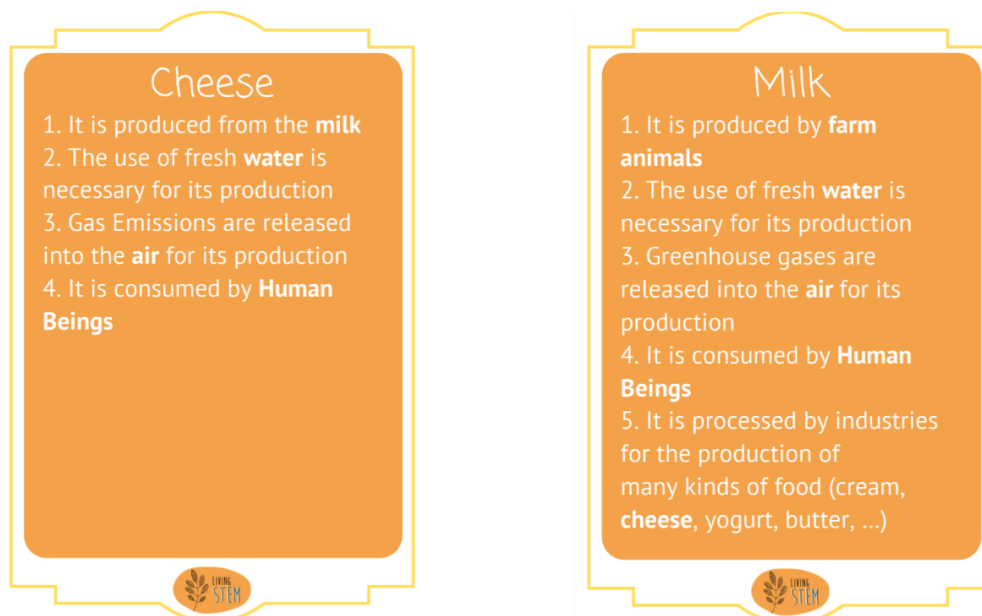 Cheese
1. It is produced from the milk
2. The use of fresh water is
necessary for its production
3. Gas Emissions are released
into the air for its production
4. It is consumed by Human
Beings
LIVING
STEM
Milk
1. It is produced by farm
animals
2. The use of fresh water is
necessary for its production
3. Greenhouse gases are
released into the air for its
production
4. It is consumed by Human
Beings
5. It is processed by industries
for the production of
many kinds of food (cream,
cheese, yogurt, butter, ...)
LIVING
STEM